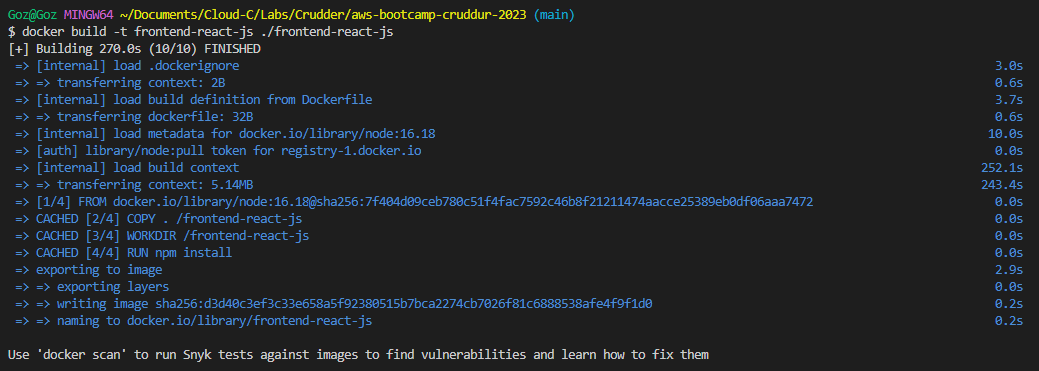 Goz@Goz MINGW64 ~/Documents/Cloud-C/Labs/Crudder/aws-bootcamp-cruddur-2023 (main)
$ docker build -t frontend-react-js ./frontend-react-js
[+] Building 270.0s (10/10) FINISHED
=> [internal] load .dockerignore 3.0s
=> => transferring context: 2B 0.6s
=> [internal] load build definition from Dockerfile 3.7s
=> => transferring dockerfile: 32B 0.6s
=> [internal] load metadata for docker.io/library/node:16.18 10.0s
=> [auth] library/node:pull token for registry-1.docker.io 0.0s
=> [internal] load build context 252.1s
=> => transferring context: 5.14MB 243.4s
=> [1/4] FROM docker.io/library/node:16.18@sha256:7f404d09ceb780c51f4fac7592c46b8f21211474aacce25389eb0df06aaa7472 0.0s
=> CACHED [2/4] COPY . /frontend-react-js 0.0s
=> CACHED [3/4] WORKDIR /frontend-react-js 0.0s
=> CACHED [4/4] RUN npm install 0.0s
=> exporting to image 2.9s
=> => exporting layers 0.0s
=> => writing image sha256:d3d40c3ef3c33e658a5f92380515b7bca2274cb7026f81c6888538afe4f9f1d0 0.2s
=> => naming to docker.io/library/frontend-react-js 0.2s
Use 'docker scan' to run Snyk tests against images to find vulnerabilities and learn how to fix them